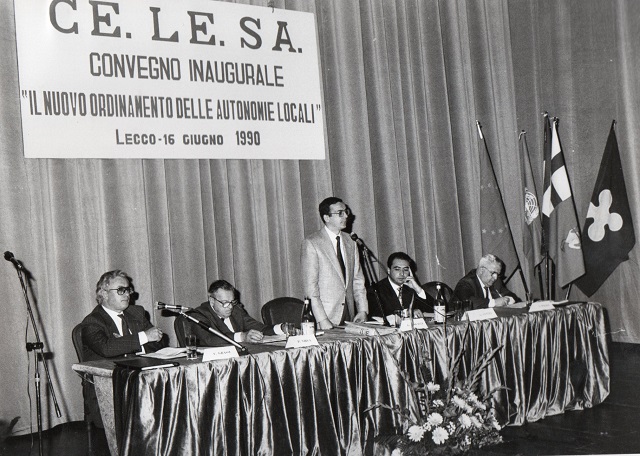 CE. LE. SA.
CONVEGNO INAUGURALE
"IL NUOVO ORDINAMENTO DELLE AUTONOMIE LOCALI"
LECCO - 16 GIUGNO 1990